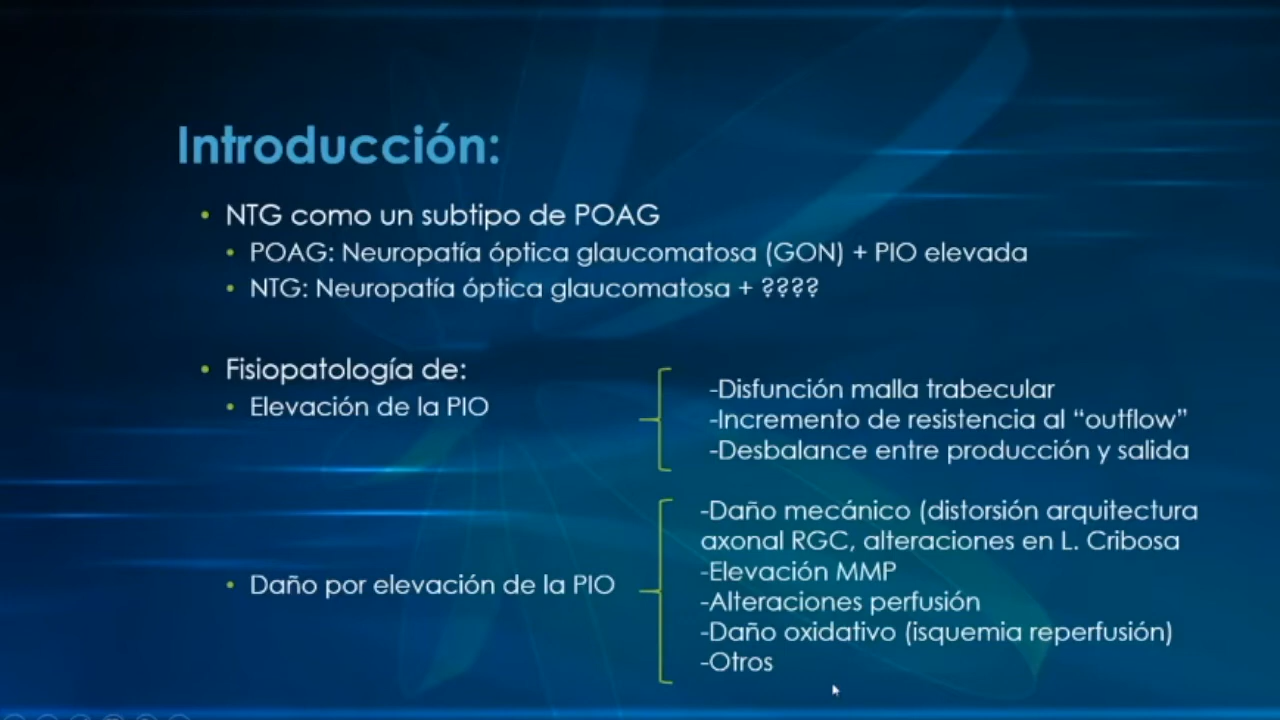 Introducción:
• NTG como un subtipo de POAG
• POAG: Neuropatía óptica glaucomatosa (GON) + PIO elevada
• NTG: Neuropatía óptica glaucomatosa + ????
• Fisiopatología de:
• Elevación de la PIO
-Disfunción malla trabecular
-Incremento de resistencia al “outflow”
-Desbalance entre producción y salida
• Daño por elevación de la PIO
-Daño mecánico (distorsión arquitectura
axonal RGC, alteraciones en L. Cribosa
-Elevación MMP
-Alteraciones perfusión
-Daño oxidativo (isquemia reperfusión)
-Otros